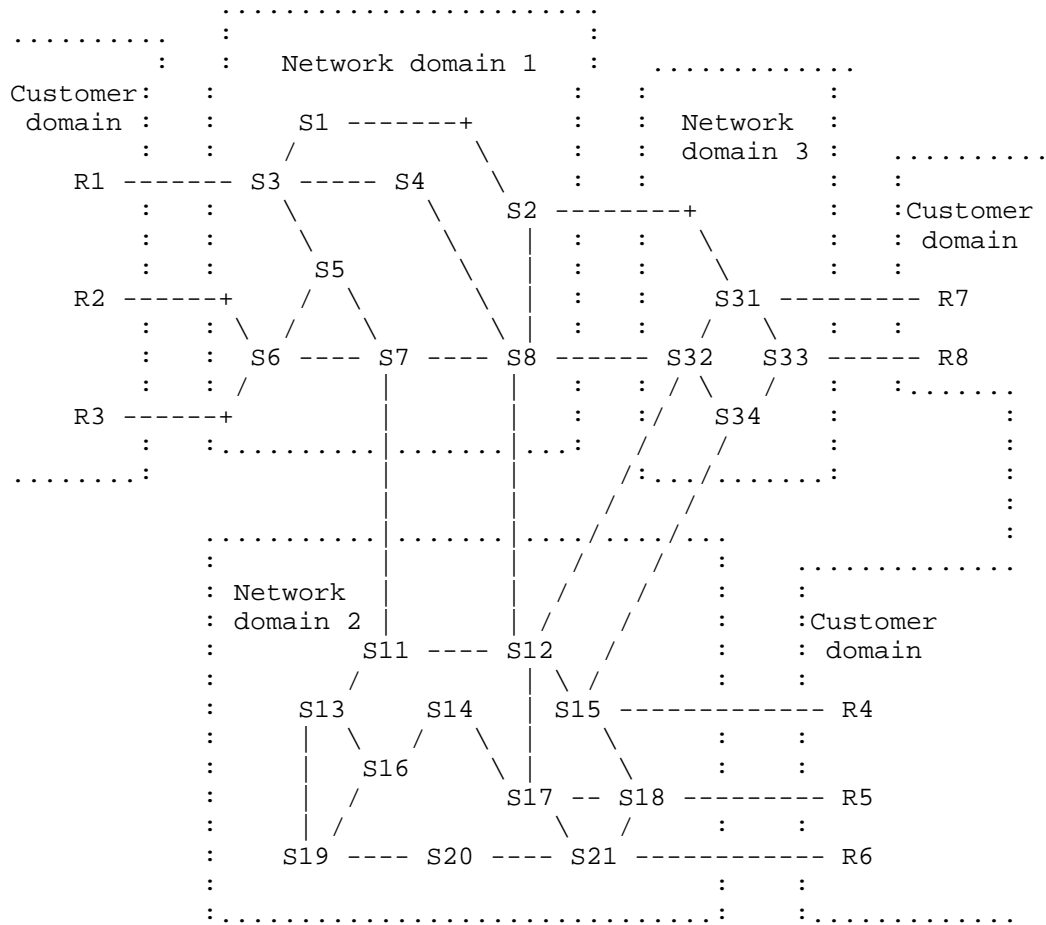 Network domain 1
Customer
domain
S1
Network
domain 3
R1 S3 S4
S2
Customer
domain
S5
R2 S31 R7
S6 S7 S8 S32 S33 R8
R3 S34
Network
domain 2
Customer
S11 S12
domain
S13 S14 S15 R4
S16
S17 S18 R5
S19 S20 S21 R6